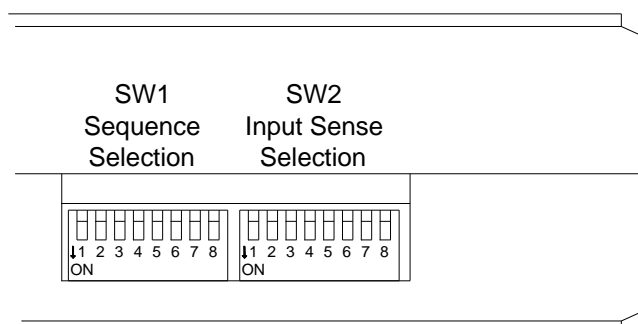 SW1
Sequence
Selection
SW2
Input Sense
Selection
1 2 3 4 5 6 7 8
ON
1 2 3 4 5 6 7 8
ON